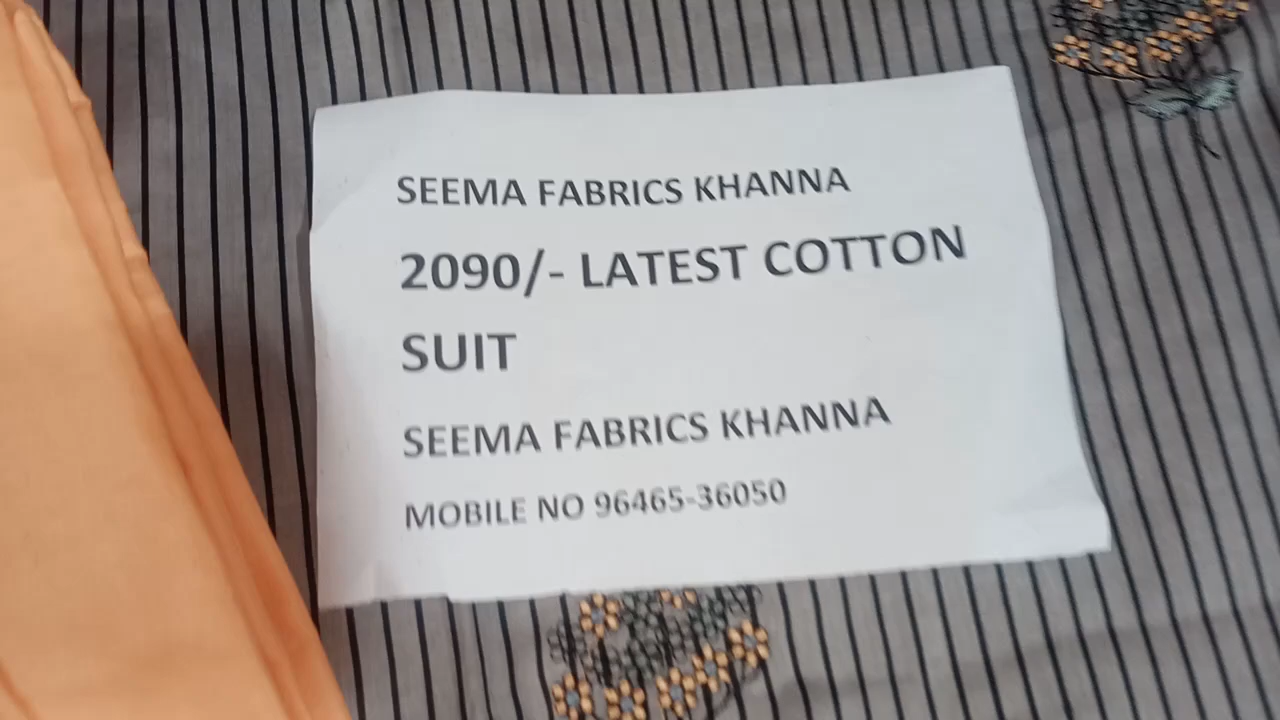 SEEMA FABRICS KHANNA
2090/- LATEST COTTON
SUIT
SEEMA FABRICS KHANNA
MOBILE NO 96465-36050